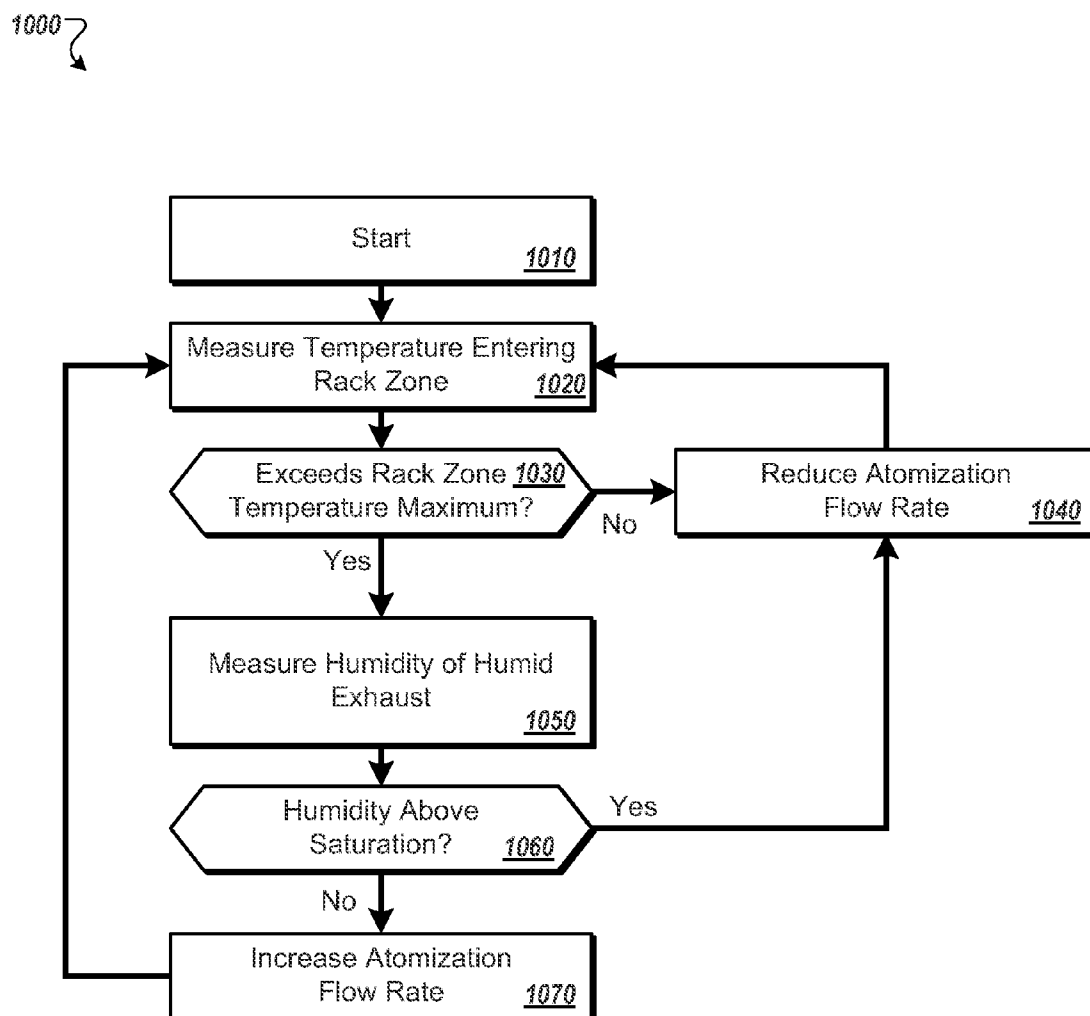 1000
Start
1010
Measure Temperature Entering
Rack Zone
1020
Exceeds Rack Zone 1030
Temperature Maximum?
No
Reduce Atomization
Flow Rate
1040
Yes
Measure Humidity of Humid
Exhaust
1050
Humidity Above
Saturation?
1060
Yes
No
Increase Atomization
Flow Rate
1070